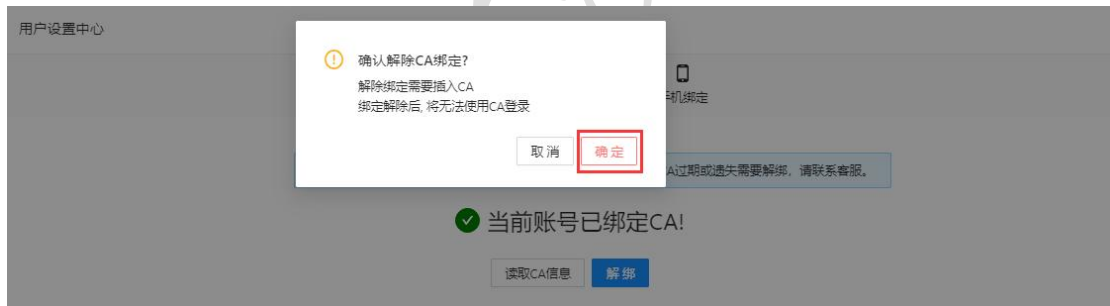 用户设置中心
确认解除CA绑定?
解除绑定需要插入CA
绑定解除后, 将无法使用CA登录
手机绑定
取 消
确 定
A过期或遗失需要解绑，请联系客服。
当前账号已绑定CA!
读取CA信息
解 绑